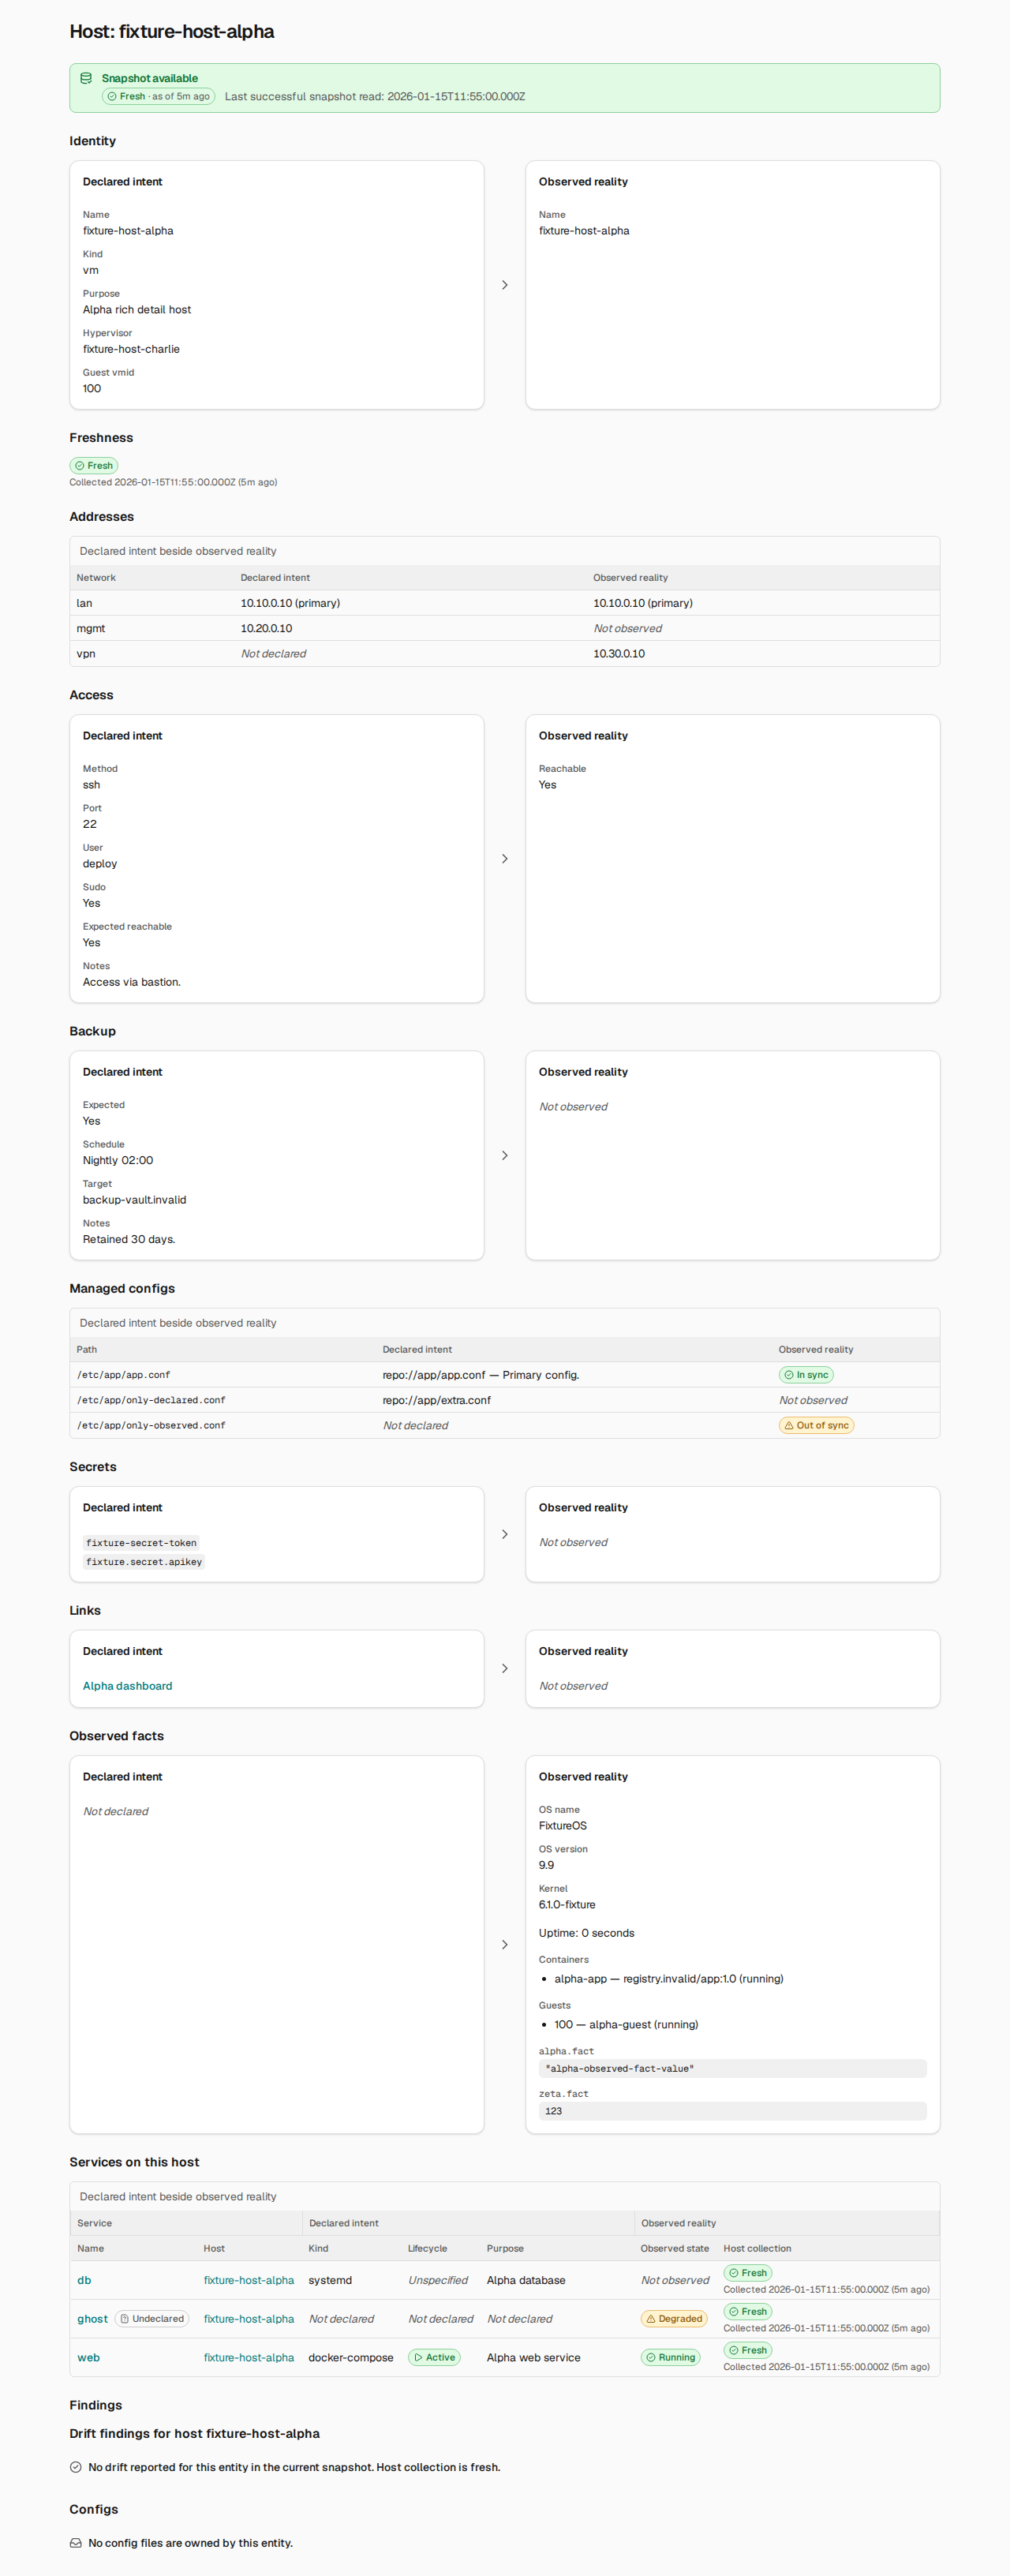 Host: fixture-host-alpha
Snapshot available
Fresh · as of 5m ago Last successful snapshot read: 2026-01-15T11:55:00.000Z
Identity
Declared intent
Name
fixture-host-alpha
Kind
vm
Purpose
Alpha rich detail host
Hypervisor
fixture-host-charlie
Guest vmid
100
Observed reality
Name
fixture-host-alpha
Freshness
Fresh
Collected 2026-01-15T11:55:00.000Z (5m ago)
Addresses
Declared intent beside observed reality
Network Declared intent Observed reality
lan 10.10.0.10 (primary) 10.10.0.10 (primary)
mgmt 10.20.0.10 Not observed
vpn Not declared 10.30.0.10
Access
Declared intent
Method
ssh
Port
22
User
deploy
Sudo
Yes
Expected reachable
Yes
Notes
Access via bastion.
Observed reality
Reachable
Yes
Backup
Declared intent
Expected
Yes
Schedule
Nightly 02:00
Target
backup-vault.invalid
Notes
Retained 30 days.
Observed reality
Not observed
Managed configs
Declared intent beside observed reality
Path Declared intent Observed reality
/etc/app/app.conf repo://app/app.conf — Primary config. In sync
/etc/app/only-declared.conf repo://app/extra.conf Not observed
/etc/app/only-observed.conf Not declared Out of sync
Secrets
Declared intent
fixture-secret-token
fixture.secret.apikey
Observed reality
Not observed
Links
Declared intent
Alpha dashboard
Observed reality
Not observed
Observed facts
Declared intent
Not declared
Observed reality
OS name
FixtureOS
OS version
9.9
Kernel
6.1.0-fixture
Uptime: 0 seconds
Containers
• alpha-app — registry.invalid/app:1.0 (running)
Guests
• 100 — alpha-guest (running)
alpha.fact
"alpha-observed-fact-value"
zeta.fact
123
Services on this host
Declared intent beside observed reality
Service Declared intent Observed reality
Name Host Kind Lifecycle Purpose Observed state Host collection
db fixture-host-alpha systemd Unspecified Alpha database Not observed Fresh
Collected 2026-01-15T11:55:00.000Z (5m ago)
ghost Undeclared fixture-host-alpha Not declared Not declared Not declared Degraded Fresh
Collected 2026-01-15T11:55:00.000Z (5m ago)
web fixture-host-alpha docker-compose Active Alpha web service Running Fresh
Collected 2026-01-15T11:55:00.000Z (5m ago)
Findings
Drift findings for host fixture-host-alpha
No drift reported for this entity in the current snapshot. Host collection is fresh.
Configs
No config files are owned by this entity.